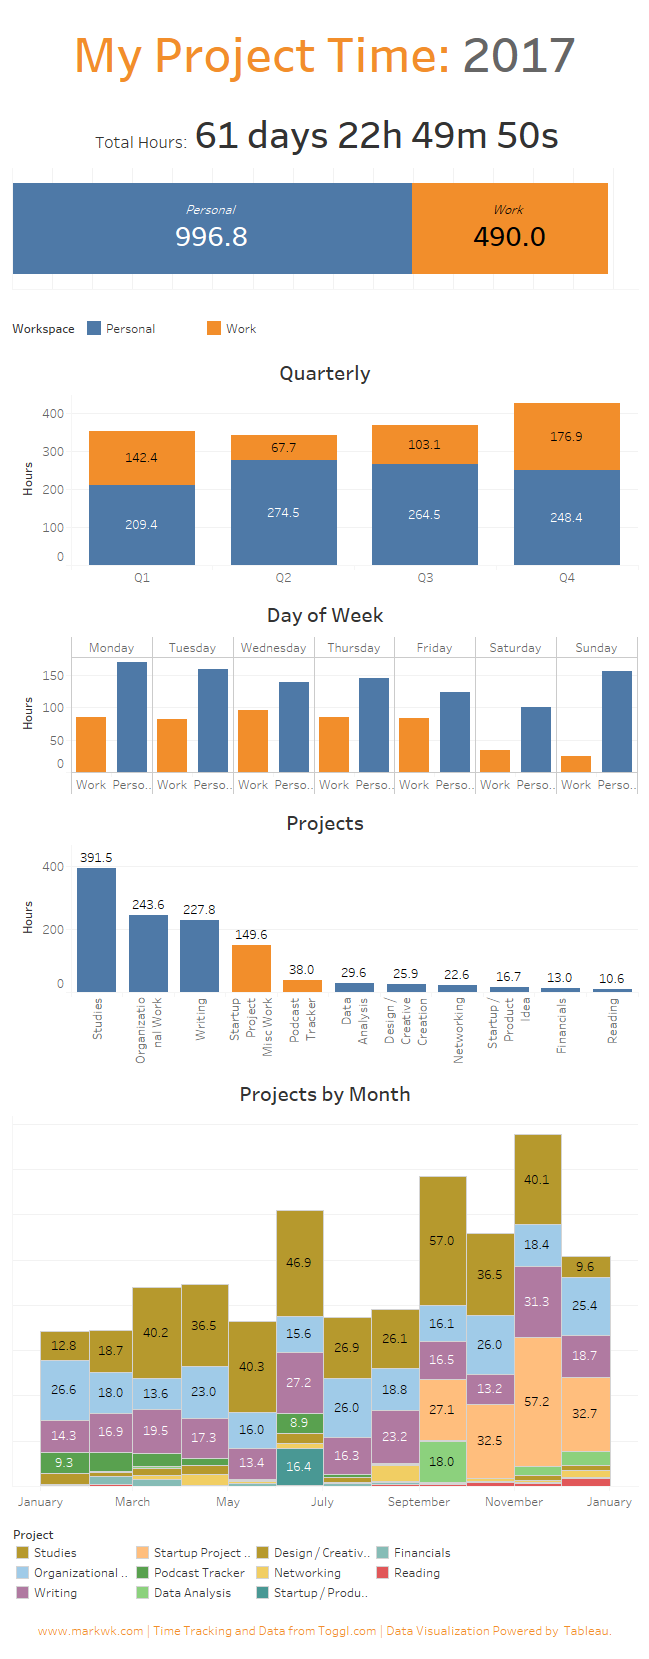 My Project Time: 2017
Total Hours: 61 days 22h 49m 50s
Personal
996.8
Work
490.0
Workspace Personal Work
Quarterly
Hours
400
300
200
100
0
142.4
209.4
67.7
274.5
103.1
264.5
176.9
248.4
Q1 Q2 Q3 Q4
Day of Week
Monday Tuesday Wednesday Thursday Friday Saturday Sunday
Hours
150
100
50
0
Work Perso.. Work Perso.. Work Perso.. Work Perso.. Work Perso.. Work Perso.. Work Perso..
Projects
Hours
400
200
0
391.5
243.6
227.8
149.6
38.0
29.6
25.9
22.6
16.7
13.0
10.6
Studies
Organizatio
nal Work
Writing
Startup
Project
Misc Work
Podcast
Tracker
Data
Analysis
Design /
Creative
Creation
Networking
Startup /
Product
Idea
Financials
Reading
Projects by Month
12.8
26.6
14.3
9.3
18.7
18.0
16.9
40.2
13.6
19.5
36.5
23.0
17.3
40.3
16.0
13.4
46.9
15.6
27.2
8.9
16.4
26.9
26.0
16.3
26.1
18.8
23.2
57.0
16.1
16.5
27.1
18.0
36.5
26.0
13.2
32.5
40.1
18.4
31.3
57.2
9.6
25.4
18.7
32.7
January March May July September November January
Project
Studies Startup Project .. Design / Creativ.. Financials
Organizational .. Podcast Tracker Networking Reading
Writing Data Analysis Startup / Produ..
www.markwk.com | Time Tracking and Data from Toggl.com | Data Visualization Powered by Tableau.